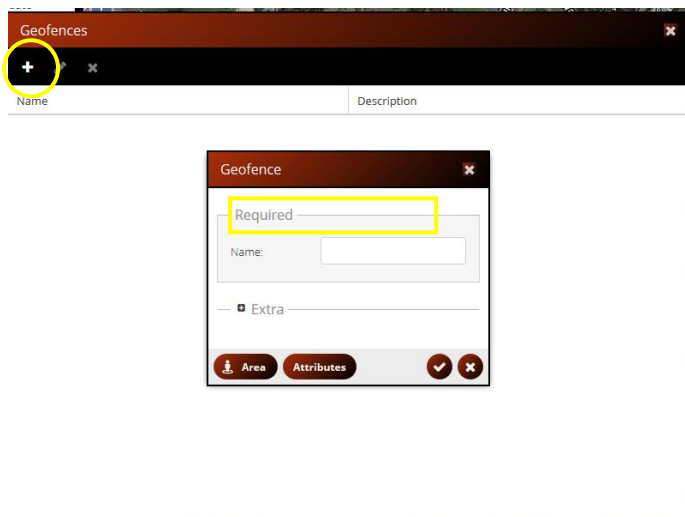 Geofences
Name Description
Geofence
Required
Name:
Extra
Area Attributes